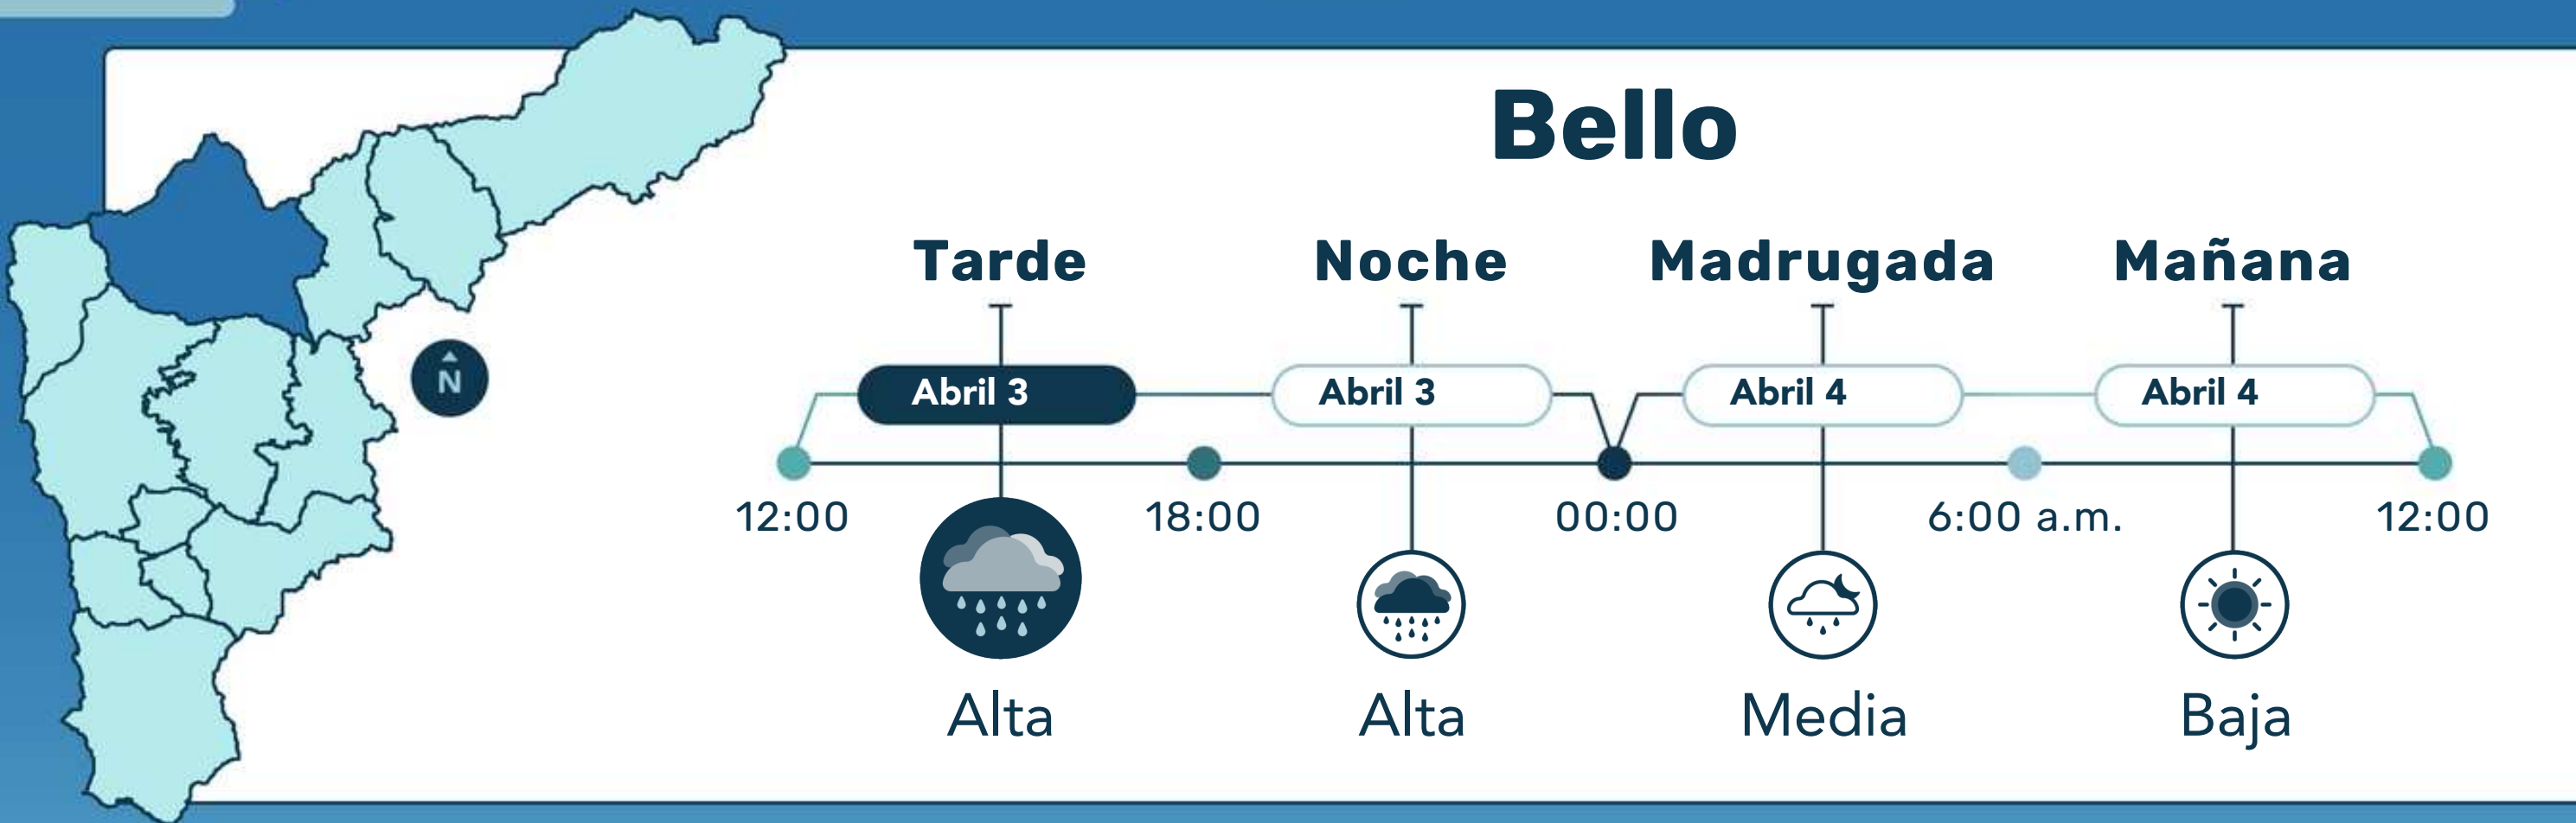 Bello
Tarde Noche Madrugada Mañana
Abril 3 Abril 3 Abril 4 Abril 4
N
12:00 18:00 00:00 6:00 a.m. 12:00
Alta Alta Media Baja